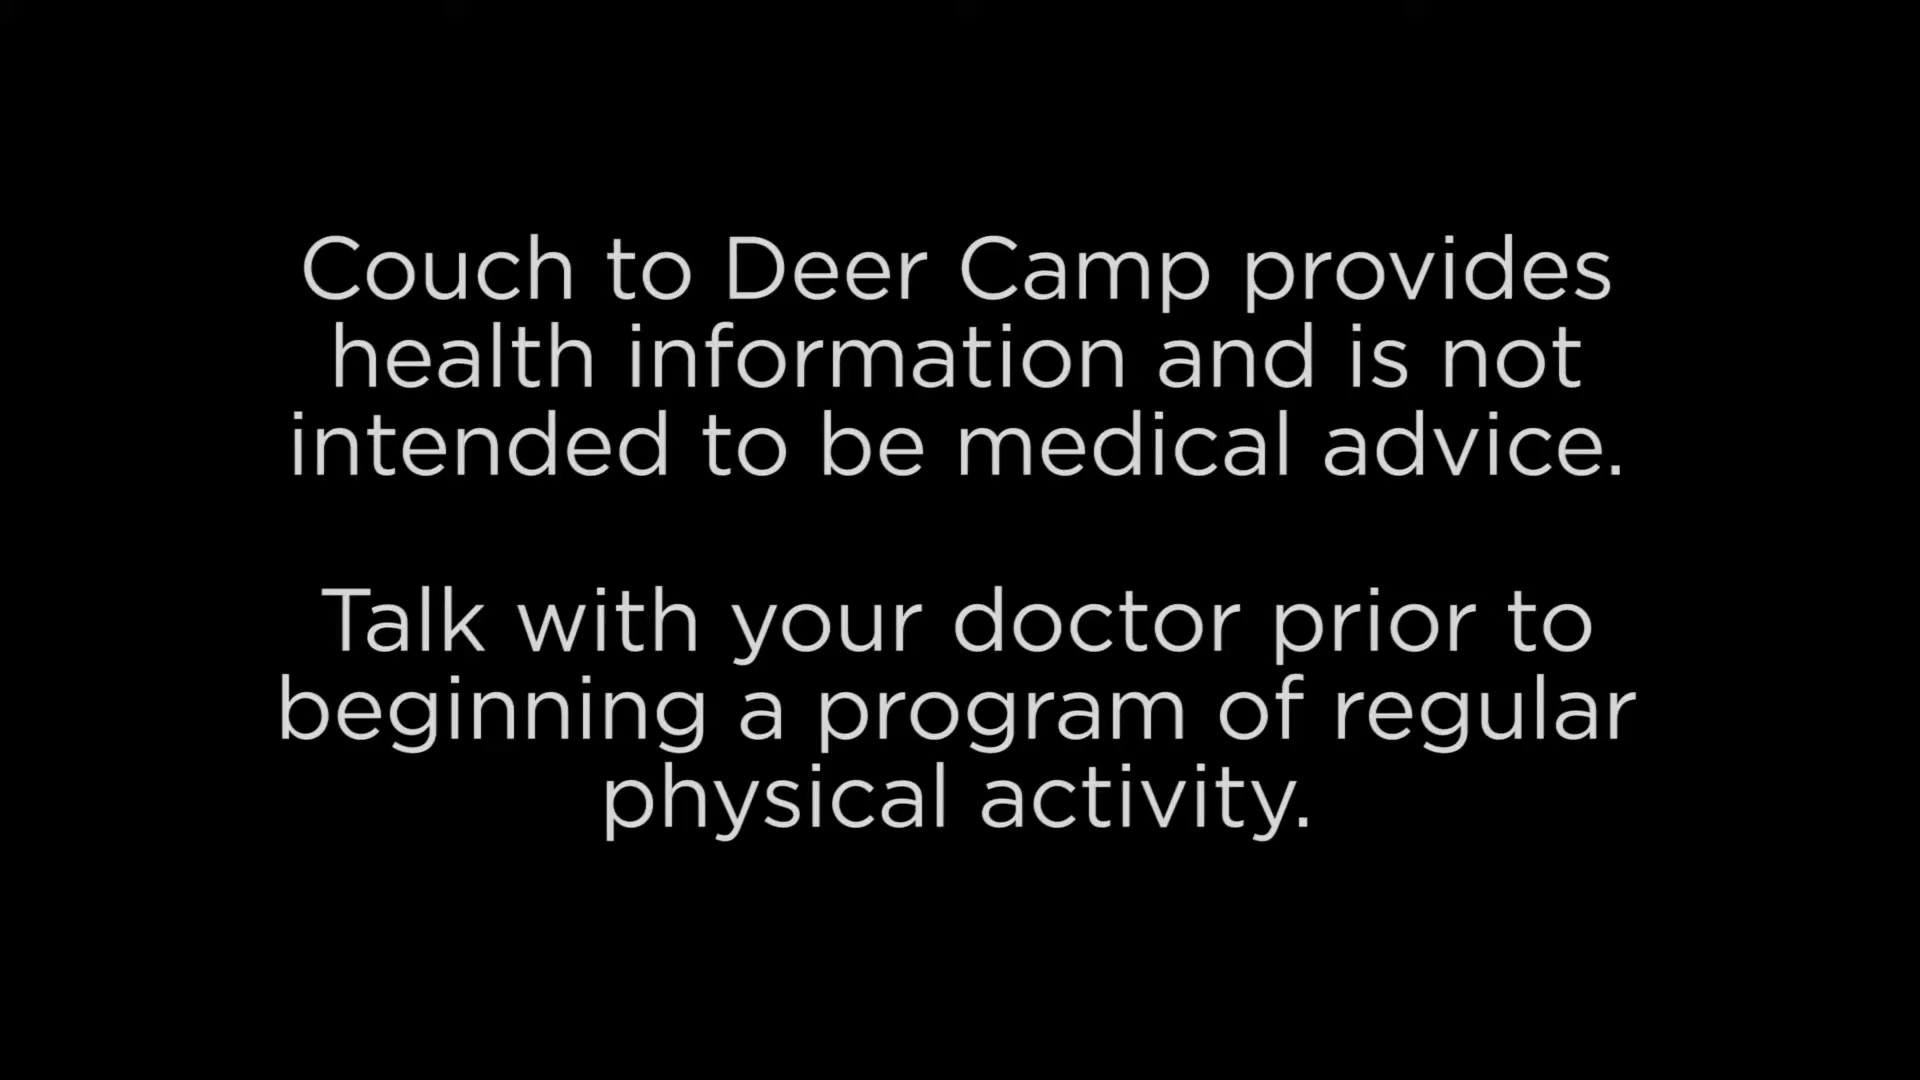 Couch to Deer Camp provides
health information and is not
intended to be medical advice.
Talk with your doctor prior to
beginning a program of regular
physical activity.